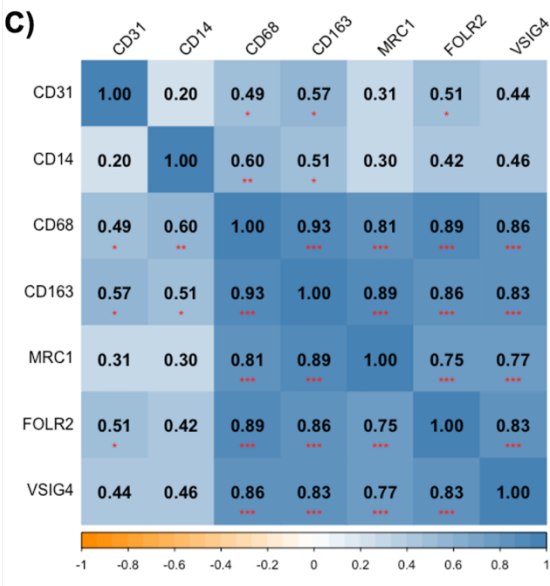 C)
CD31 CD14 CD68 CD163 MRC1 FOLR2 VSIG4
CD31 1.00 0.20 0.49 0.57 0.31 0.51 0.44
* * *
CD14 0.20 1.00 0.60 0.51 0.30 0.42 0.46
** *
CD68 0.49 0.60 1.00 0.93 0.81 0.89 0.86
* ** *** *** *** ***
CD163 0.57 0.51 0.93 1.00 0.89 0.86 0.83
* * *** *** *** ***
MRC1 0.31 0.30 0.81 0.89 1.00 0.75 0.77
*** *** *** ***
FOLR2 0.51 0.42 0.89 0.86 0.75 1.00 0.83
* *** *** *** ***
VSIG4 0.44 0.46 0.86 0.83 0.77 0.83 1.00
*** *** *** ***
-1 -0.8 -0.6 -0.4 -0.2 0 0.2 0.4 0.6 0.8 1